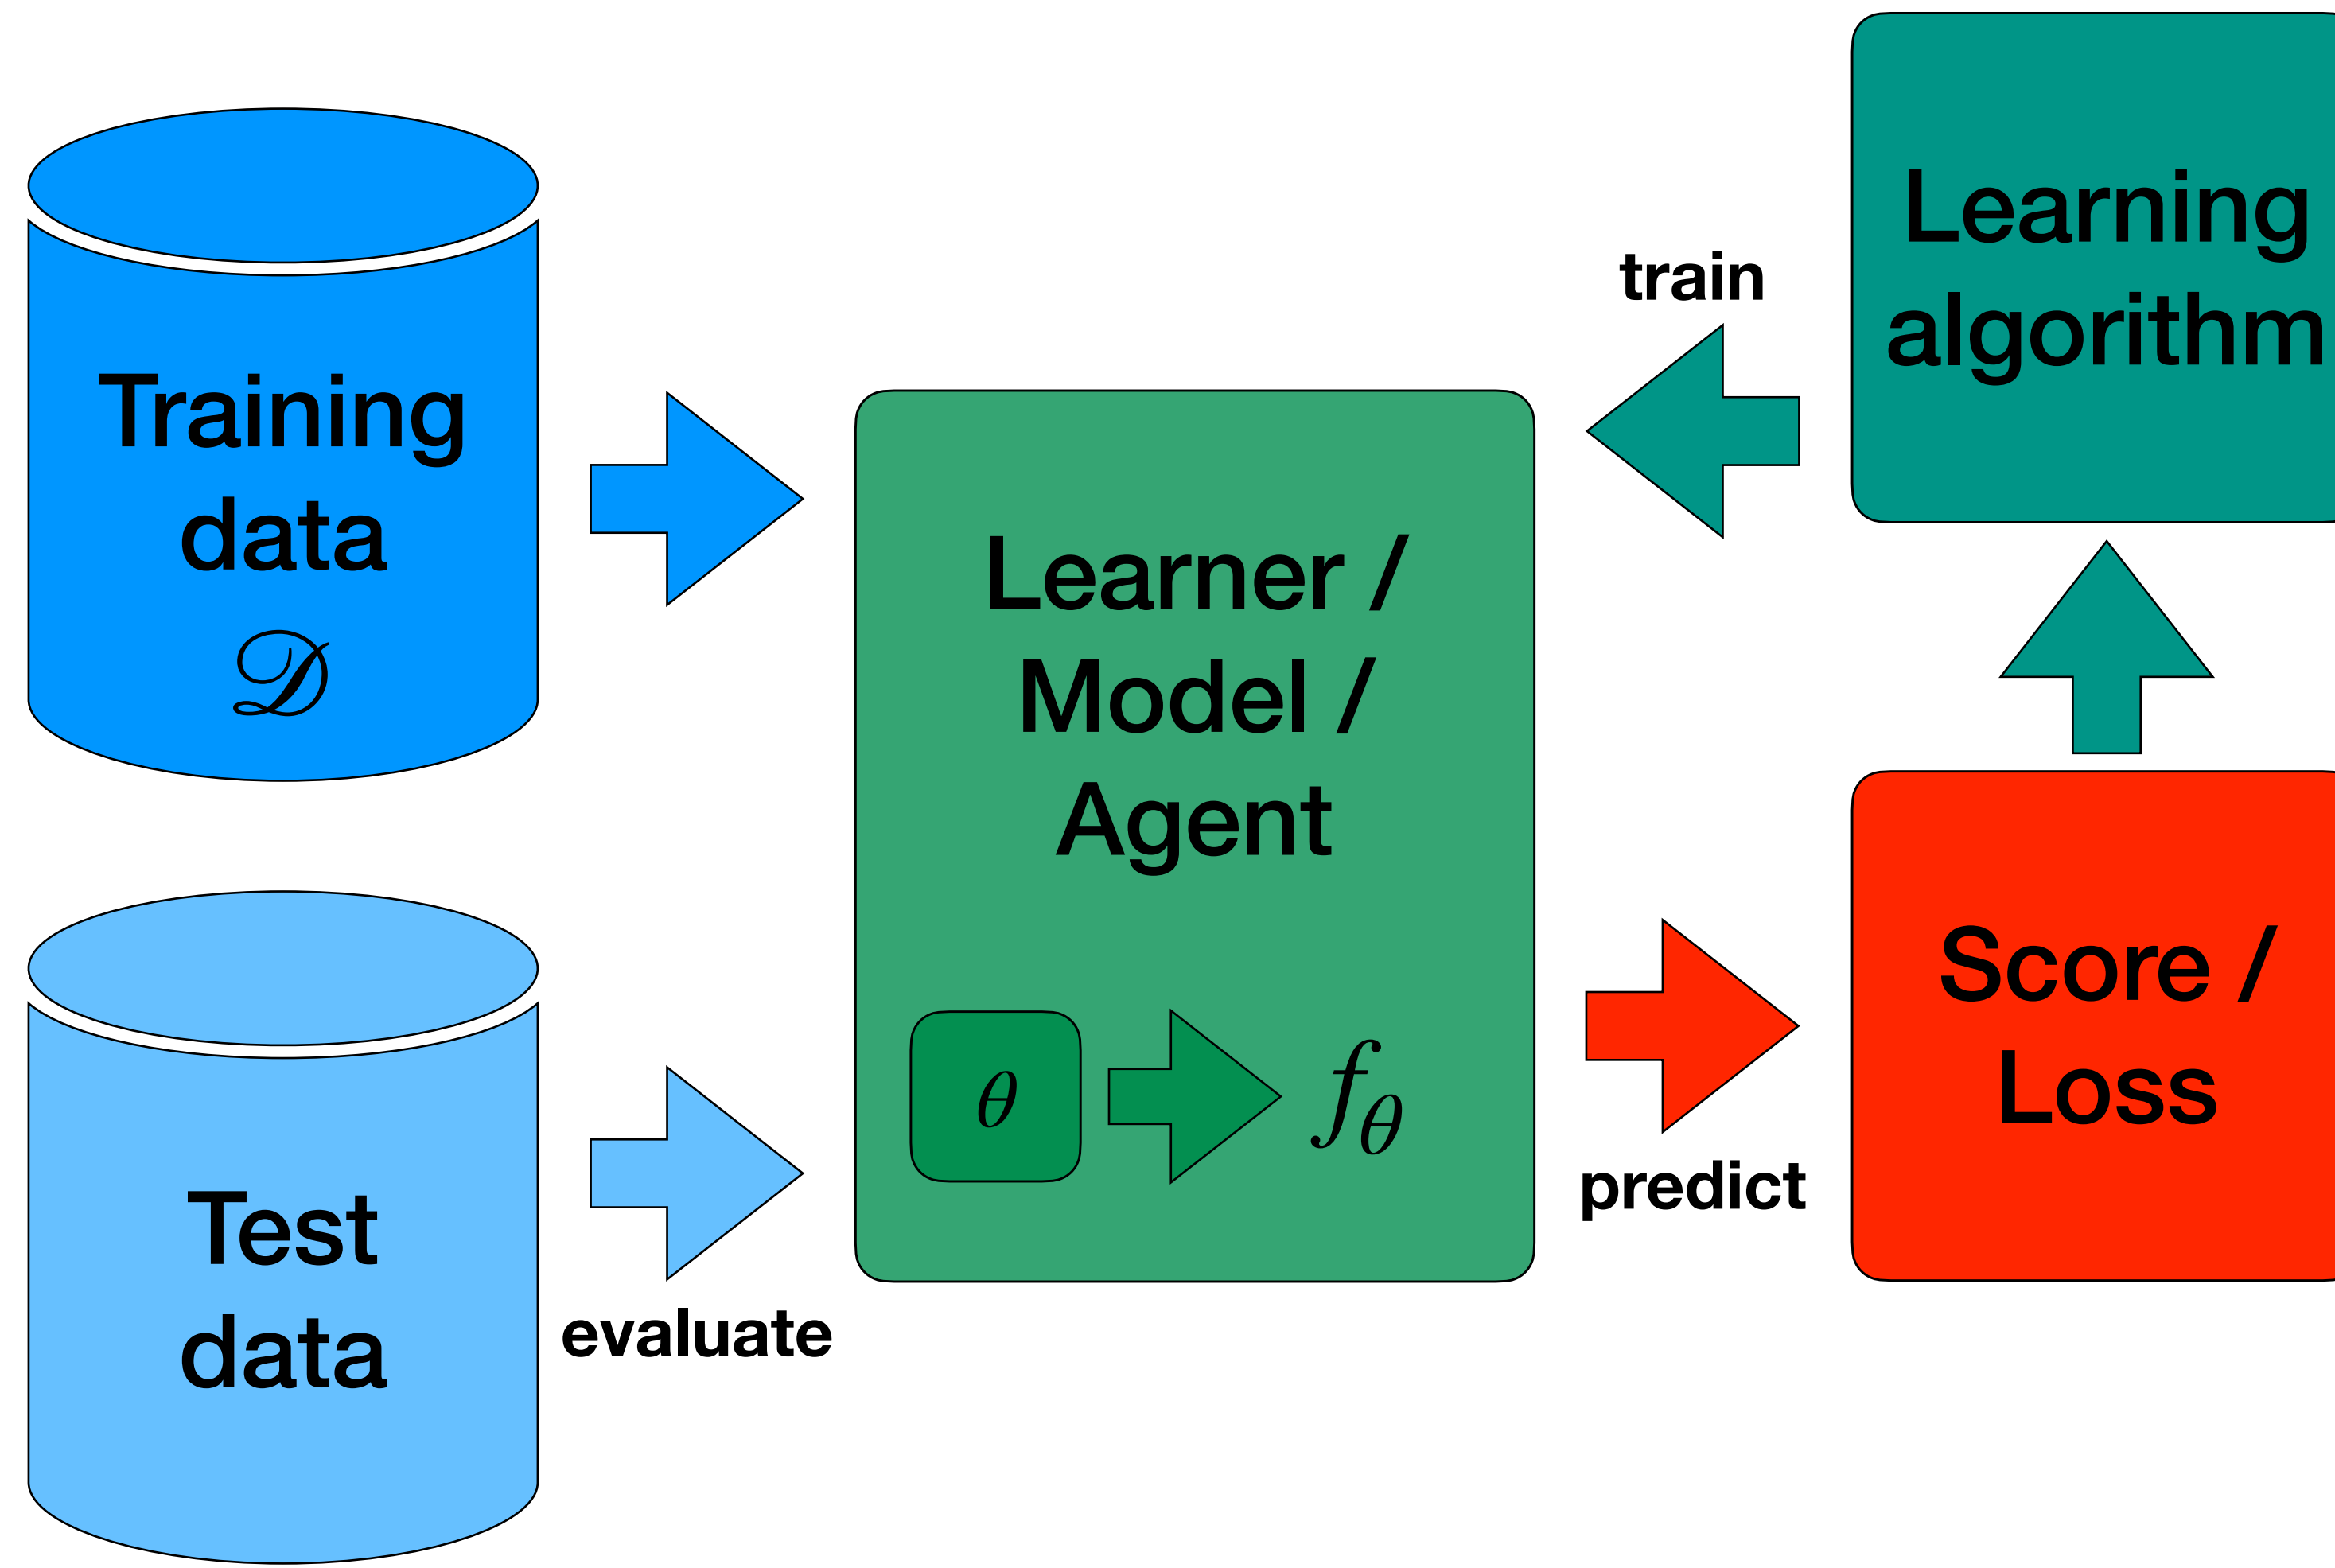 Training
data
𝒟
Test
data
evaluate
Learner /
Model /
Agent
θ
f_θ
train
predict
Learning
algorithm
Score /
Loss